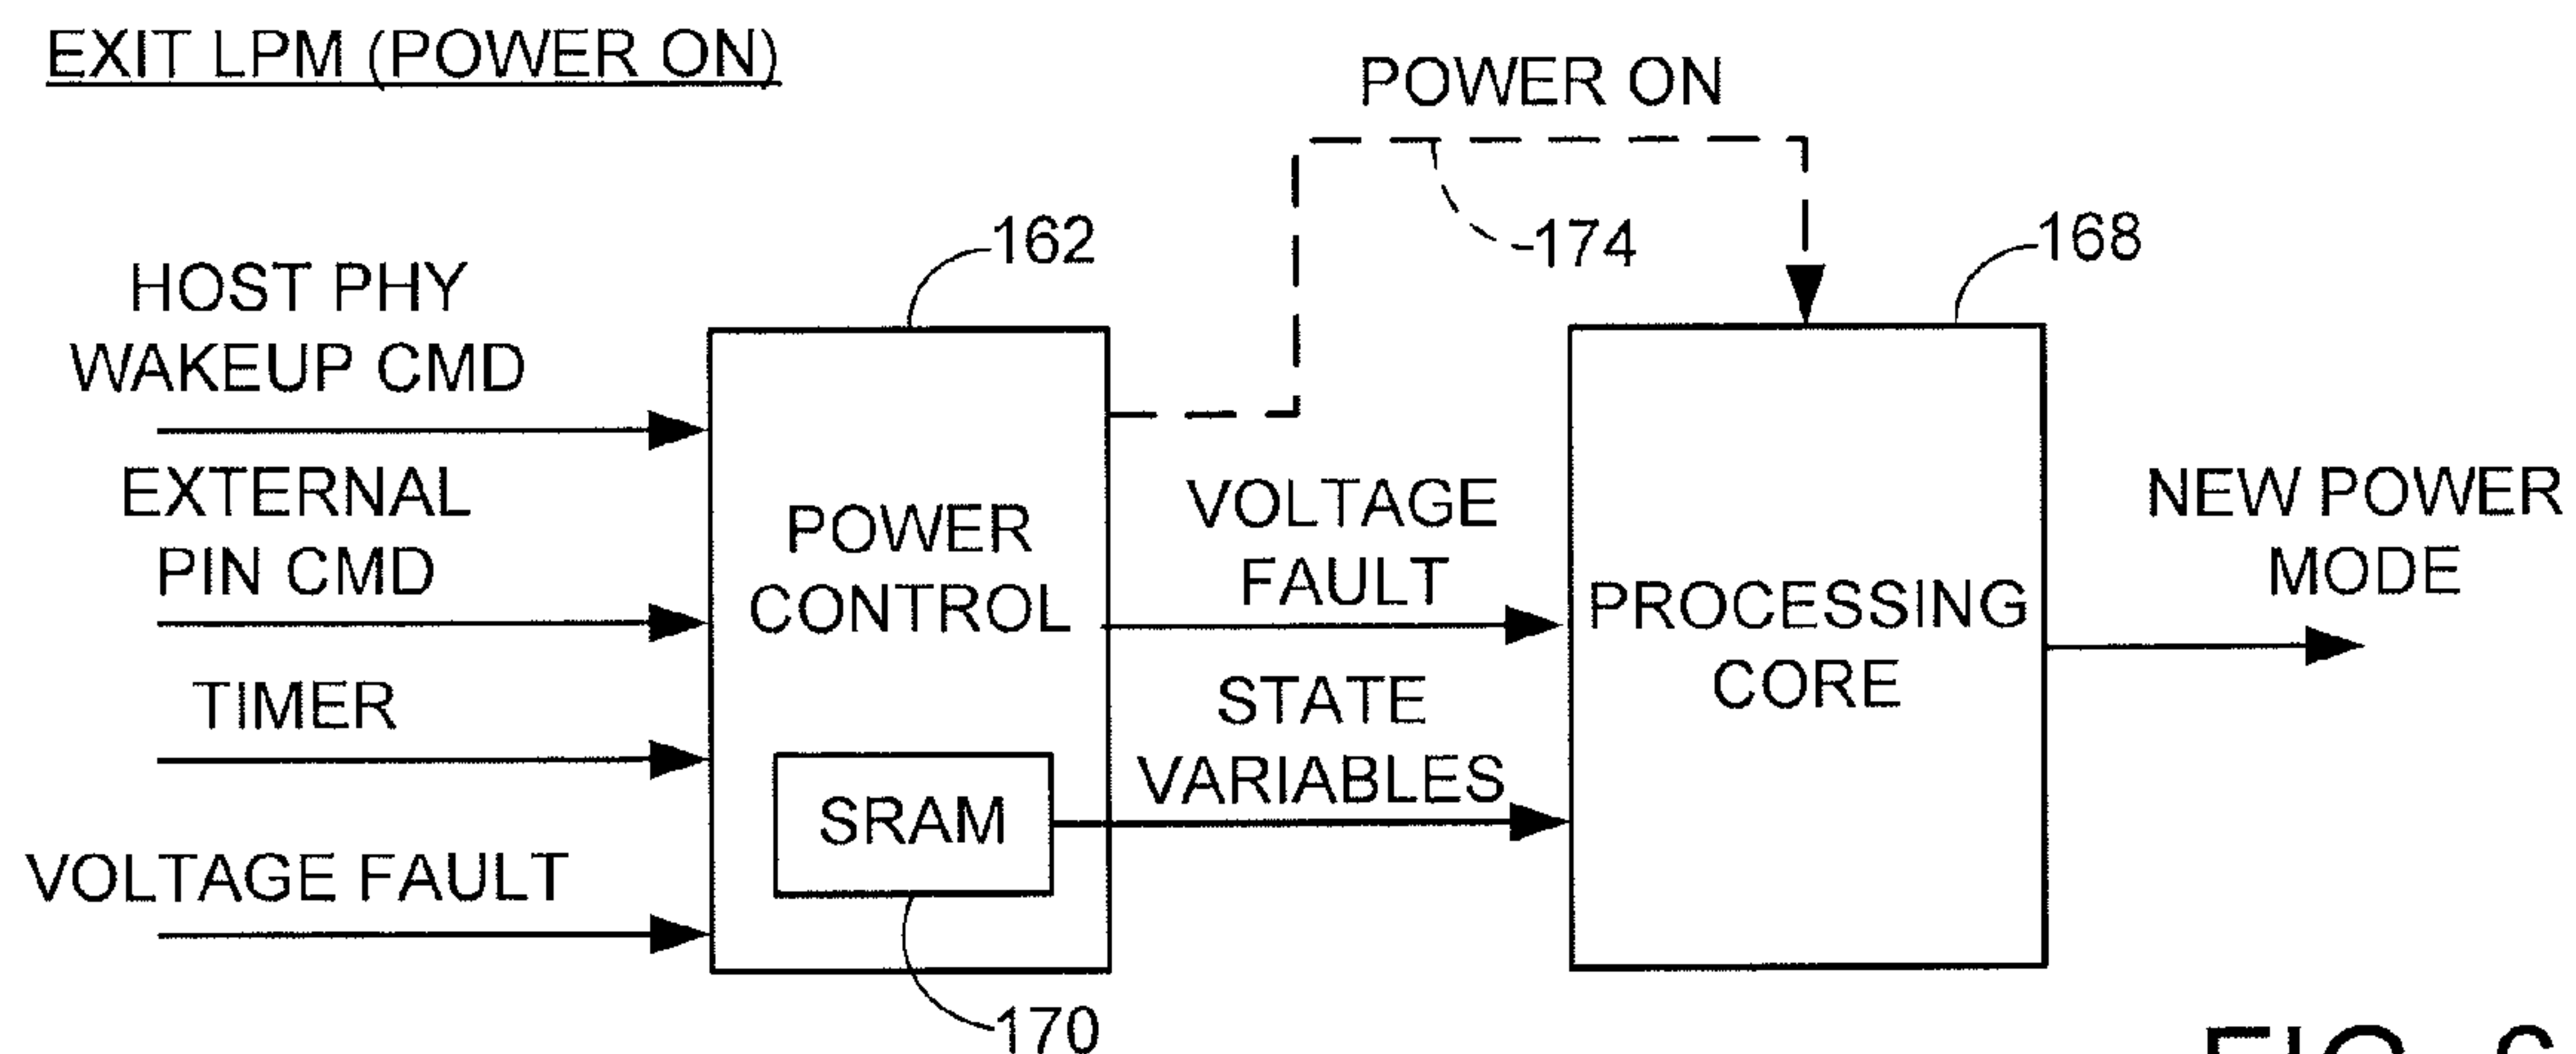 EXIT LPM (POWER ON)
POWER ON
174
162
168
HOST PHY
WAKEUP CMD
EXTERNAL
PIN CMD
TIMER
VOLTAGE FAULT
POWER
CONTROL
SRAM
170
VOLTAGE
FAULT
STATE
VARIABLES
PROCESSING
CORE
NEW POWER
MODE